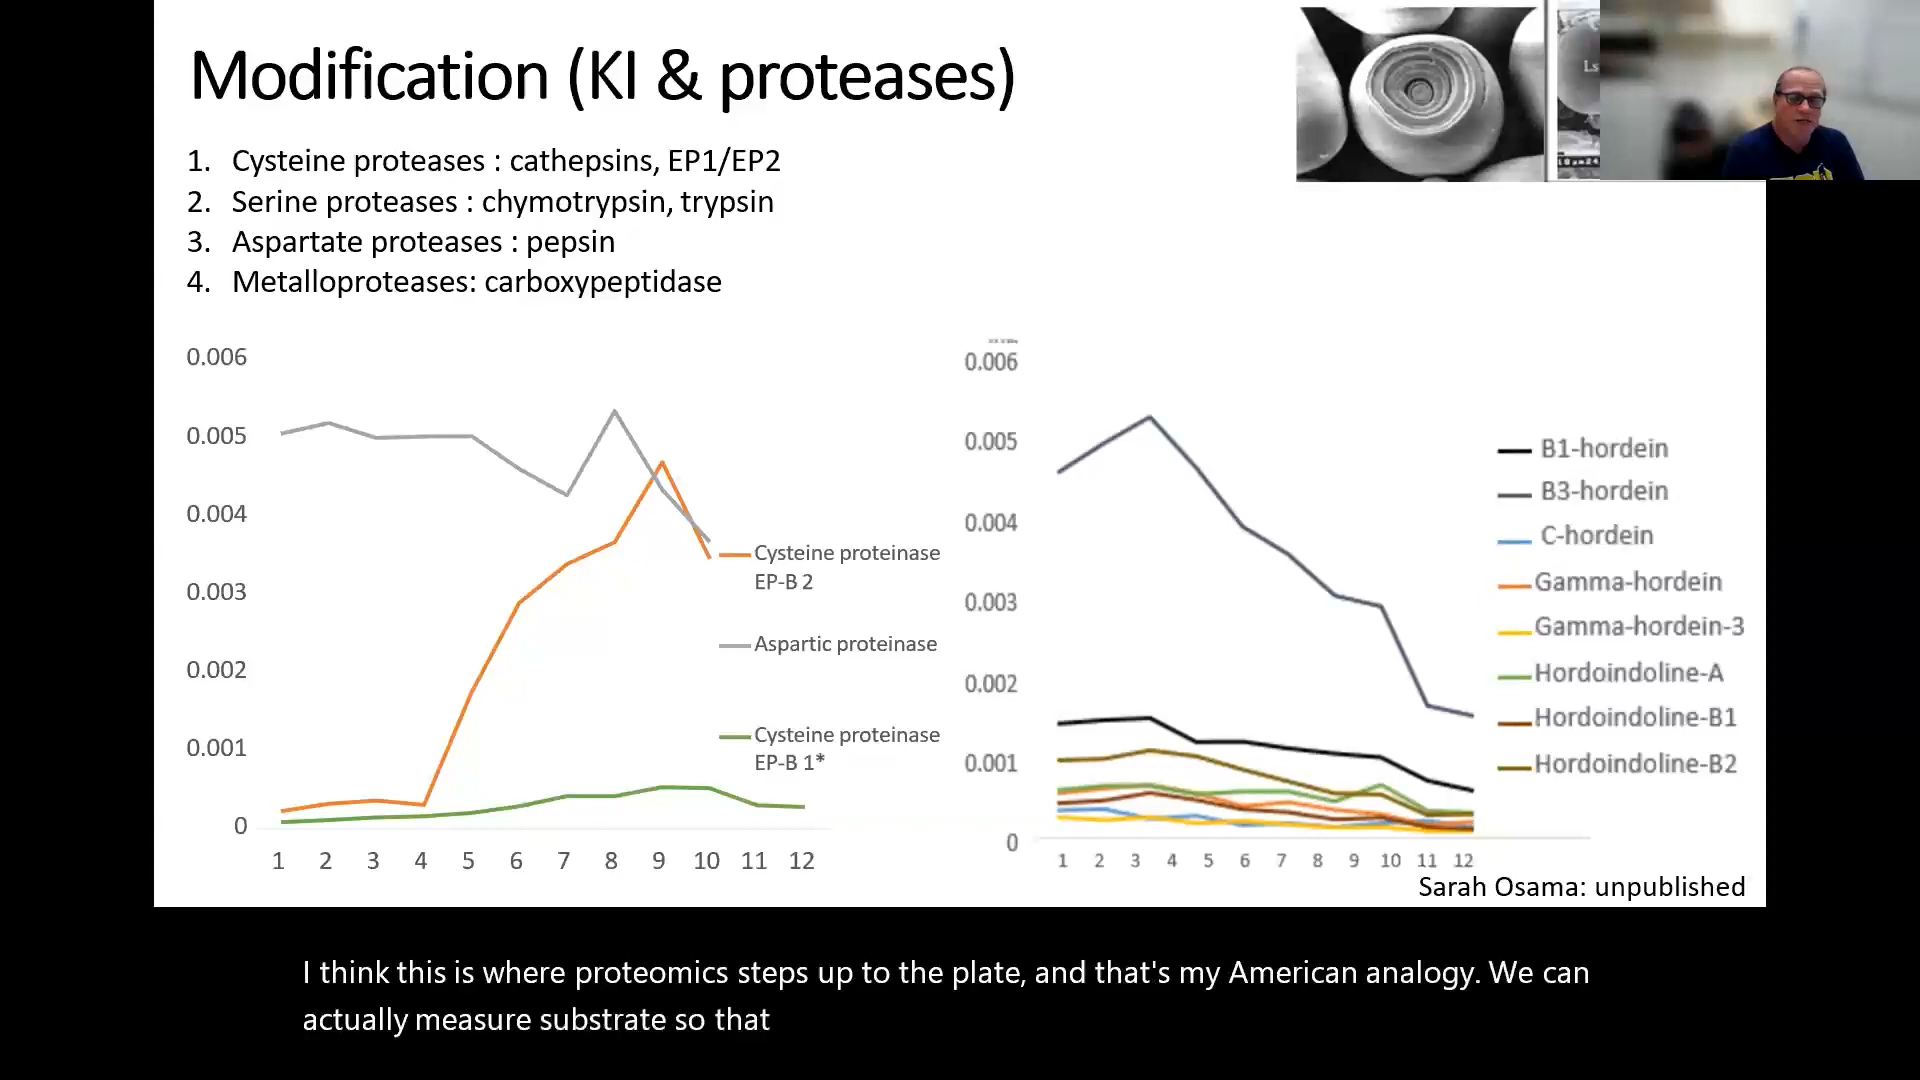 Modification (KI & proteases)
1. Cysteine proteases : cathepsins, EP1/EP2
2. Serine proteases : chymotrypsin, trypsin
3. Aspartate proteases : pepsin
4. Metalloproteases: carboxypeptidase
Ls
0.006
0.005
0.004
0.003
0.002
0.001
0
1 2 3 4 5 6 7 8 9 10 11 12
Cysteine proteinase
EP-B 2
Aspartic proteinase
Cysteine proteinase
EP-B 1*
0.006
0.005
0.004
0.003
0.002
0.001
0
1 2 3 4 5 6 7 8 9 10 11 12
B1-hordein
B3-hordein
C-hordein
Gamma-hordein
Gamma-hordein-3
Hordoindoline-A
Hordoindoline-B1
Hordoindoline-B2
Sarah Osama: unpublished
I think this is where proteomics steps up to the plate, and that's my American analogy. We can
actually measure substrate so that